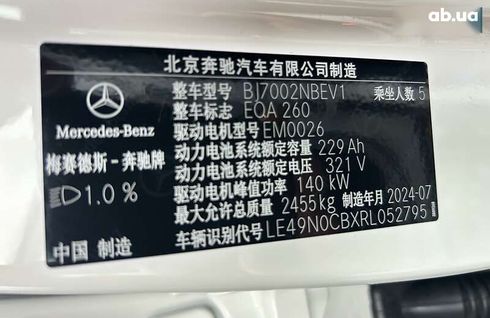 ab.ua
北京奔驰汽车有限公司制造
整车型号 BJ7002NBEV1 乘坐人数 5
整车标志 EQA 260
驱动电机型号 EM0026
动力电池系统额定容量 229 Ah
动力电池系统额定电压 321 V
驱动电机峰值功率 140 kW
最大允许总质量 2455kg 制造年月 2024-07
车辆识别代号 LE49N0CBXRL052795
Mercedes-Benz
梅赛德斯-奔驰牌
1.0 %
中国 制造